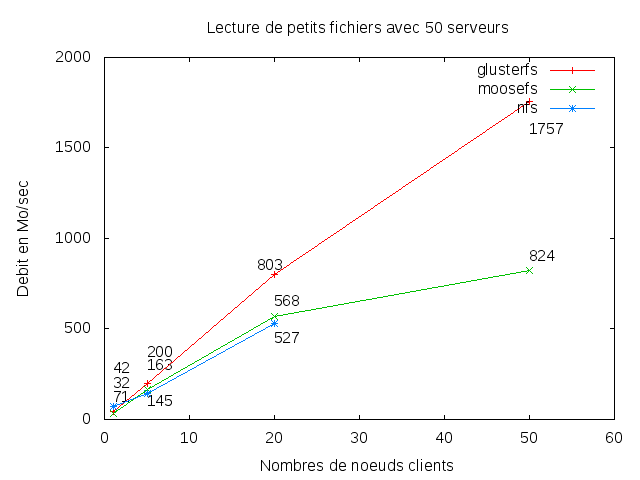 Lecture de petits fichiers avec 50 serveurs
2000
1500
1000
500
0
Debit en Mo/sec
glusterfs
moosefs
nfs
1757
824
803
568
527
200
163
145
42
32
71
0 10 20 30 40 50 60
Nombres de noeuds clients